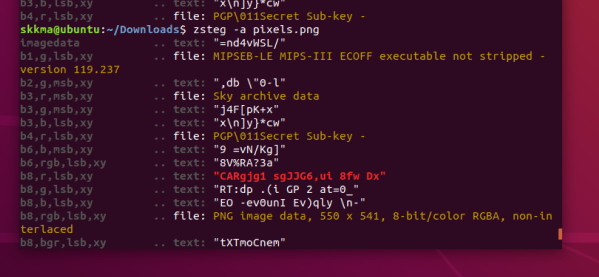 b3,b,lsb,xy .. text: "x\n]y}*cw"
b4,r,lsb,xy .. file: PGP\011Secret Sub-key -
skkma@ubuntu:~/Downloads$ zsteg -a pixels.png
imagedata .. text: "=nd4vWSL/"
b1,g,lsb,xy .. file: MIPSEB-LE MIPS-III ECOFF executable not stripped -
version 119.237
b2,g,msb,xy .. text: ",db \"0-l"
b3,r,msb,xy .. file: Sky archive data
b3,g,msb,xy .. text: "j4F[pK+x"
b3,b,lsb,xy .. text: "x\n]y}*cw"
b4,r,lsb,xy .. file: PGP\011Secret Sub-key -
b6,b,msb,xy .. text: "9 =vN/Kg]"
b6,rgb,lsb,xy .. text: "8V%RA?3a"
b8,r,lsb,xy .. text: "CARgjg1 sgJJG6,ui 8fw Dx"
b8,g,lsb,xy .. text: "RT:dp .(i GP 2 at=0_"
b8,b,lsb,xy .. text: "EO -ev0unI Ev)qly \n-"
b8,rgb,lsb,xy .. file: PNG image data, 550 x 541, 8-bit/color RGBA, non-in
terlaced
b8,bgr,lsb,xy .. text: "tXTmoCnem"